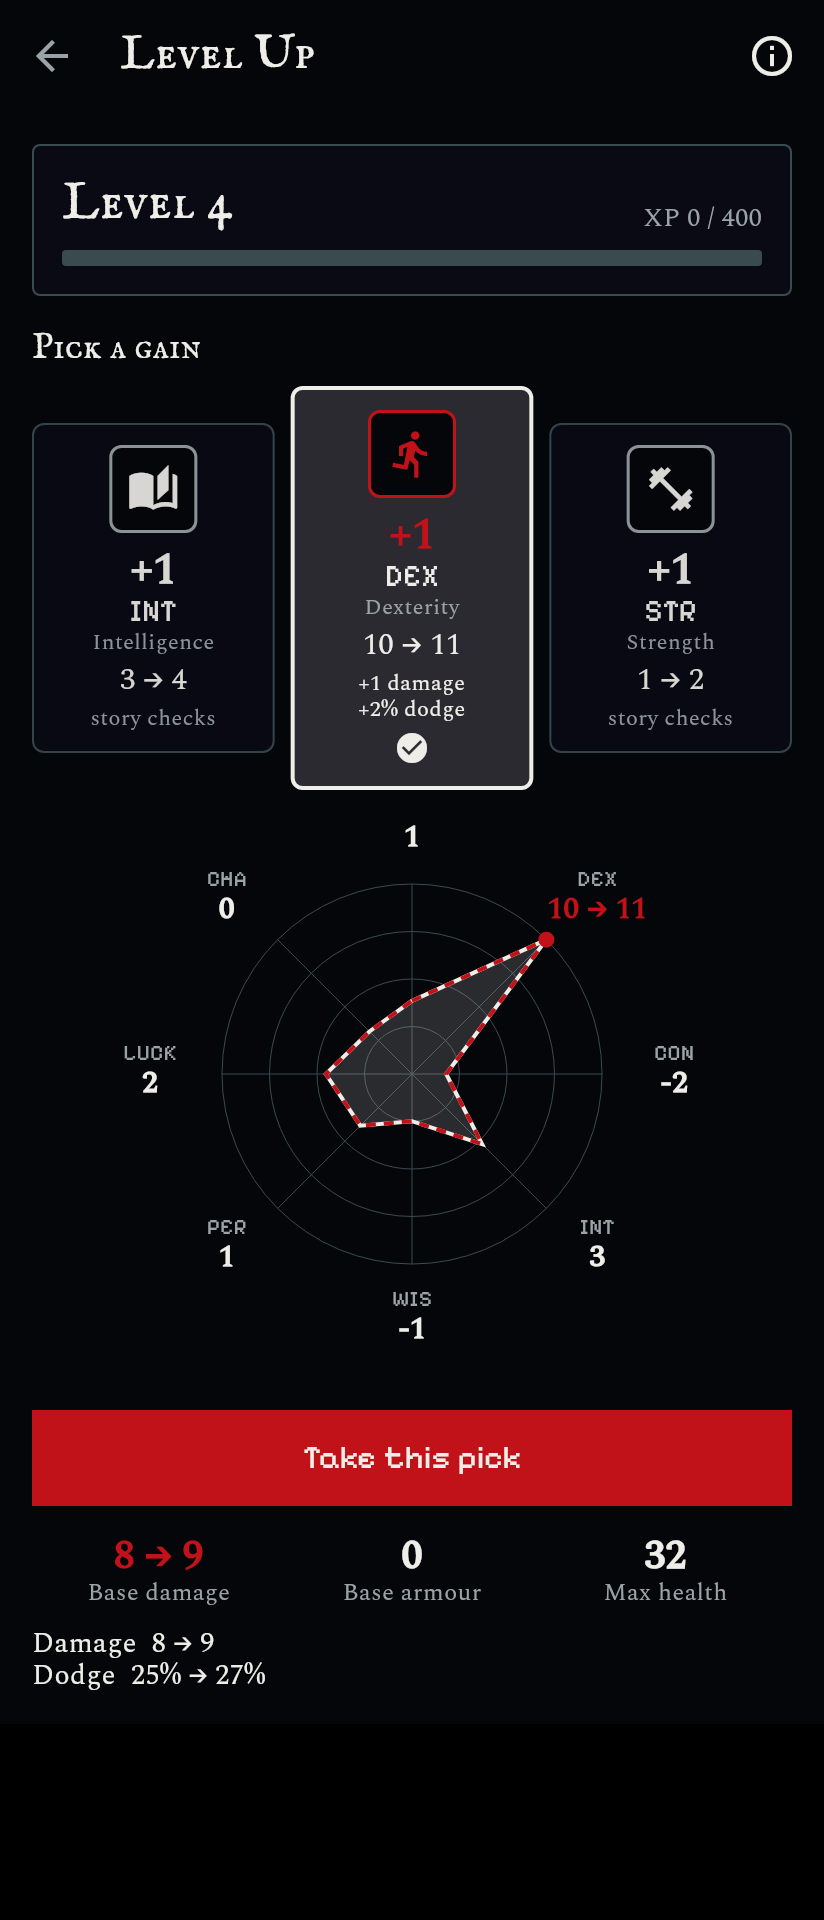 Level Up
Level 4
XP 0 / 400
Pick a gain
+1
INT
Intelligence
3 → 4
story checks
+1
DEX
Dexterity
10 → 11
+1 damage
+2% dodge
+1
STR
Strength
1 → 2
story checks
1
CHA
0
DEX
10 → 11
LUCK
2
CON
-2
PER
1
INT
3
WIS
-1
Take this pick
8 → 9
Base damage
0
Base armour
32
Max health
Damage 8 → 9
Dodge 25% → 27%